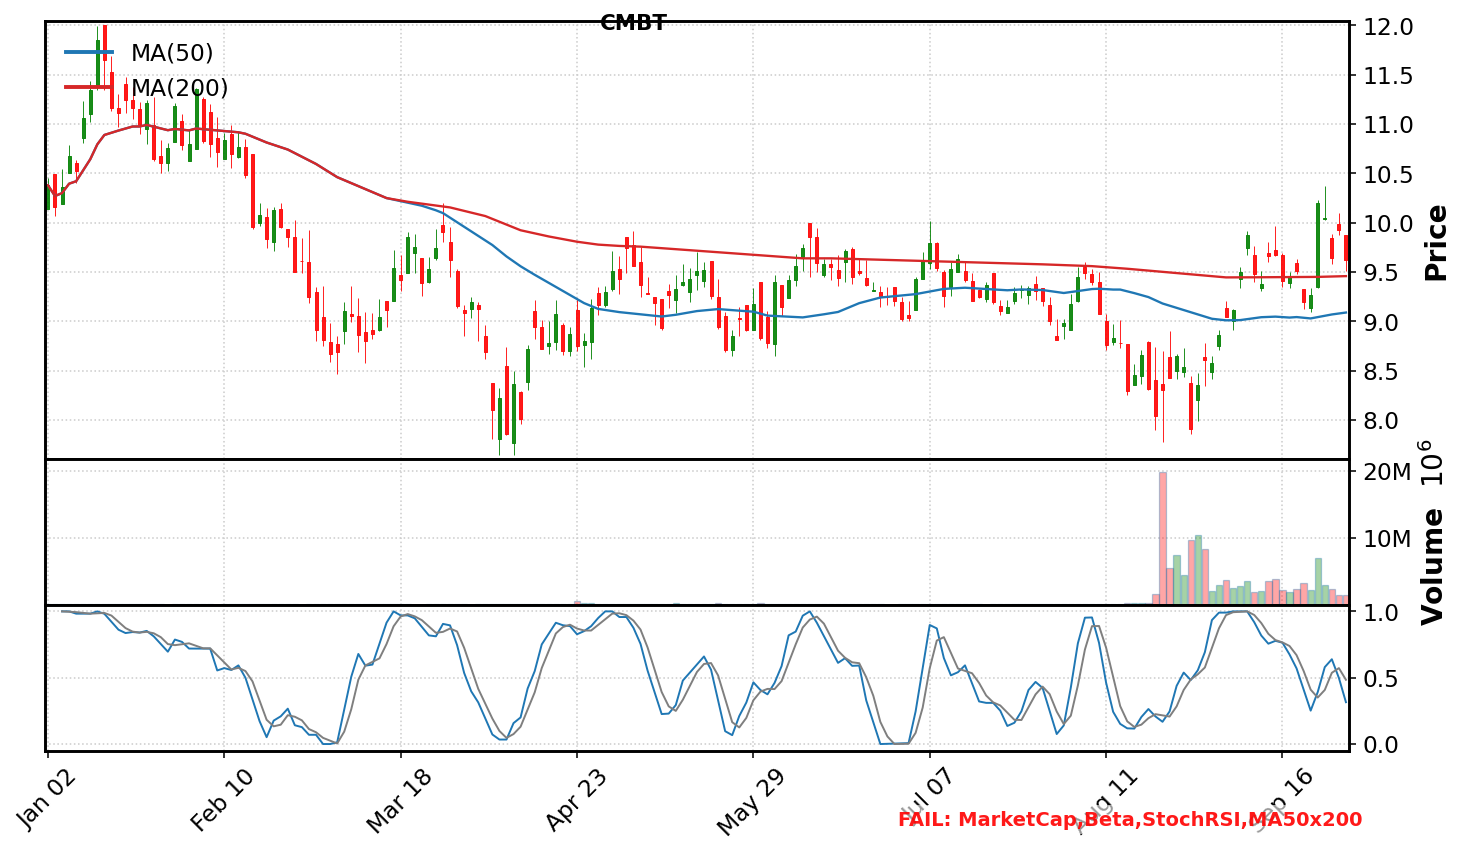 CMBT
MA(50)
MA(200)
12.0
11.5
11.0
10.5
10.0
9.5
9.0
8.5
8.0
Price
20M
10M
Volume 10⁶
1.0
0.5
0.0
Jan 02
Feb 10
Mar 18
Apr 23
May 29
Jul 07
Aug 11
Sep 16
FAIL: MarketCap,Beta,StochRSI,MA50x200